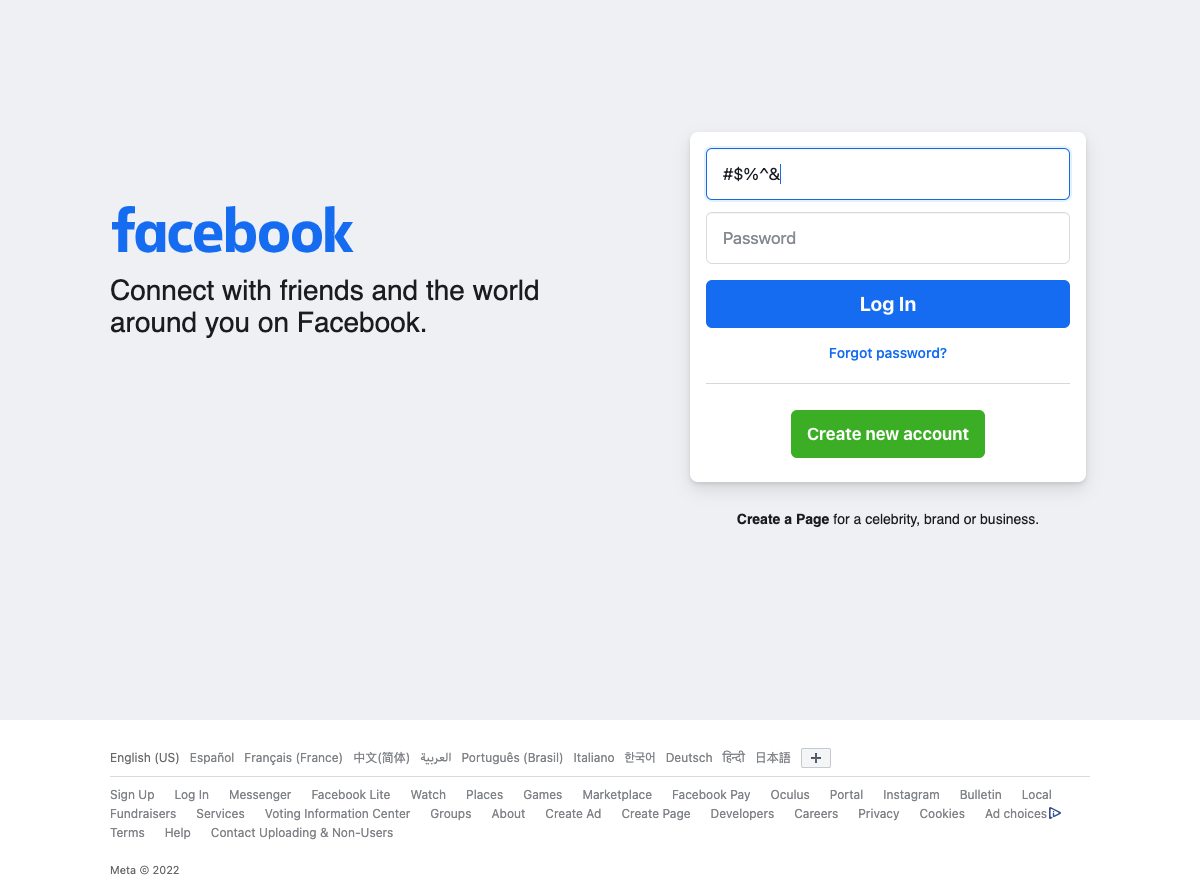 facebook
Connect with friends and the world
around you on Facebook.
#$%^&
Password
Log In
Forgot password?
Create new account
Create a Page for a celebrity, brand or business.
English (US) Español Français (France) 中文(简体) العربية Português (Brasil) Italiano 한국어 Deutsch हिन्दी 日本語 +
Sign Up Log In Messenger Facebook Lite Watch Places Games Marketplace Facebook Pay Oculus Portal Instagram Bulletin Local
Fundraisers Services Voting Information Center Groups About Create Ad Create Page Developers Careers Privacy Cookies Ad choices
Terms Help Contact Uploading & Non-Users
Meta © 2022